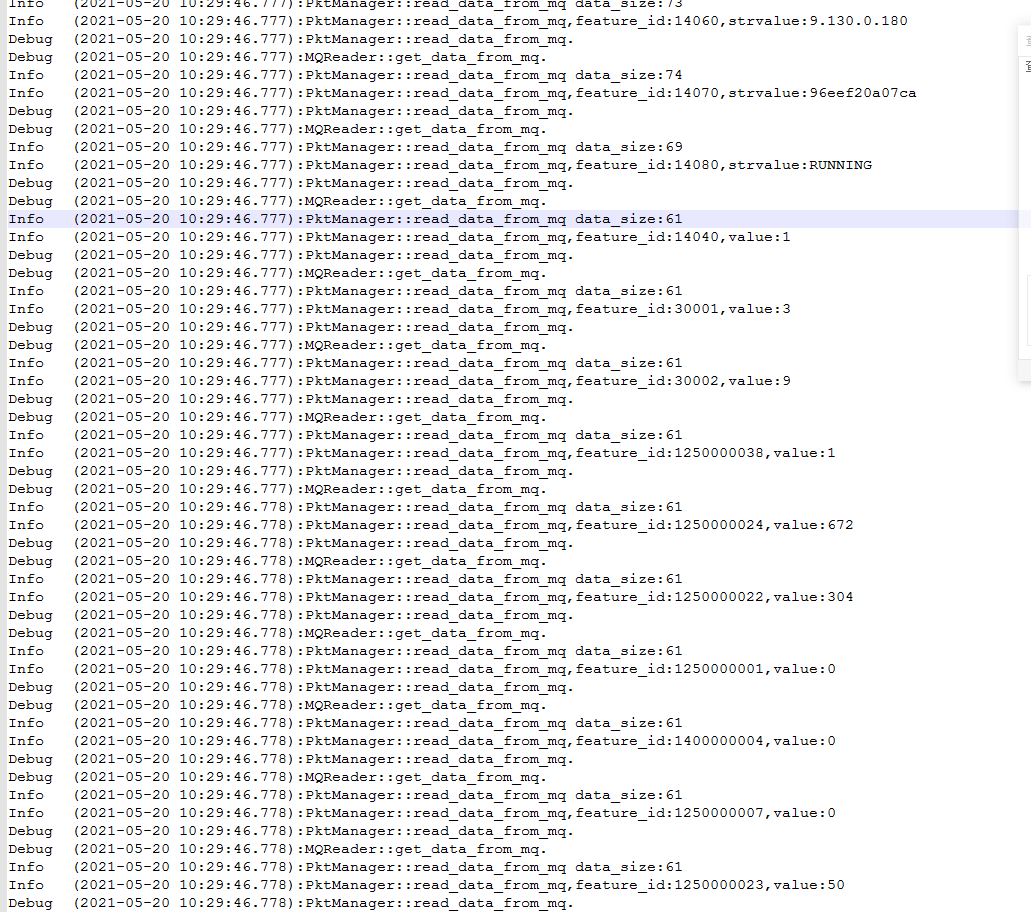 Info (2021-05-20 10:29:46.777):PktManager::read_data_from_mq data_size:73
Info (2021-05-20 10:29:46.777):PktManager::read_data_from_mq,feature_id:14060,strvalue:9.130.0.180
Debug (2021-05-20 10:29:46.777):PktManager::read_data_from_mq.
Debug (2021-05-20 10:29:46.777):MQReader::get_data_from_mq.
Info (2021-05-20 10:29:46.777):PktManager::read_data_from_mq data_size:74
Info (2021-05-20 10:29:46.777):PktManager::read_data_from_mq,feature_id:14070,strvalue:96eef20a07ca
Debug (2021-05-20 10:29:46.777):PktManager::read_data_from_mq.
Debug (2021-05-20 10:29:46.777):MQReader::get_data_from_mq.
Info (2021-05-20 10:29:46.777):PktManager::read_data_from_mq data_size:69
Info (2021-05-20 10:29:46.777):PktManager::read_data_from_mq,feature_id:14080,strvalue:RUNNING
Debug (2021-05-20 10:29:46.777):PktManager::read_data_from_mq.
Debug (2021-05-20 10:29:46.777):MQReader::get_data_from_mq.
Info (2021-05-20 10:29:46.777):PktManager::read_data_from_mq data_size:61
Info (2021-05-20 10:29:46.777):PktManager::read_data_from_mq,feature_id:14040,value:1
Debug (2021-05-20 10:29:46.777):PktManager::read_data_from_mq.
Debug (2021-05-20 10:29:46.777):MQReader::get_data_from_mq.
Info (2021-05-20 10:29:46.777):PktManager::read_data_from_mq data_size:61
Info (2021-05-20 10:29:46.777):PktManager::read_data_from_mq,feature_id:30001,value:3
Debug (2021-05-20 10:29:46.777):PktManager::read_data_from_mq.
Debug (2021-05-20 10:29:46.777):MQReader::get_data_from_mq.
Info (2021-05-20 10:29:46.777):PktManager::read_data_from_mq data_size:61
Info (2021-05-20 10:29:46.777):PktManager::read_data_from_mq,feature_id:30002,value:9
Debug (2021-05-20 10:29:46.777):PktManager::read_data_from_mq.
Debug (2021-05-20 10:29:46.777):MQReader::get_data_from_mq.
Info (2021-05-20 10:29:46.777):PktManager::read_data_from_mq data_size:61
Info (2021-05-20 10:29:46.777):PktManager::read_data_from_mq,feature_id:1250000038,value:1
Debug (2021-05-20 10:29:46.777):PktManager::read_data_from_mq.
Debug (2021-05-20 10:29:46.777):MQReader::get_data_from_mq.
Info (2021-05-20 10:29:46.778):PktManager::read_data_from_mq data_size:61
Info (2021-05-20 10:29:46.778):PktManager::read_data_from_mq,feature_id:1250000024,value:672
Debug (2021-05-20 10:29:46.778):PktManager::read_data_from_mq.
Debug (2021-05-20 10:29:46.778):MQReader::get_data_from_mq.
Info (2021-05-20 10:29:46.778):PktManager::read_data_from_mq data_size:61
Info (2021-05-20 10:29:46.778):PktManager::read_data_from_mq,feature_id:1250000022,value:304
Debug (2021-05-20 10:29:46.778):PktManager::read_data_from_mq.
Debug (2021-05-20 10:29:46.778):MQReader::get_data_from_mq.
Info (2021-05-20 10:29:46.778):PktManager::read_data_from_mq data_size:61
Info (2021-05-20 10:29:46.778):PktManager::read_data_from_mq,feature_id:1250000001,value:0
Debug (2021-05-20 10:29:46.778):PktManager::read_data_from_mq.
Debug (2021-05-20 10:29:46.778):MQReader::get_data_from_mq.
Info (2021-05-20 10:29:46.778):PktManager::read_data_from_mq data_size:61
Info (2021-05-20 10:29:46.778):PktManager::read_data_from_mq,feature_id:1400000004,value:0
Debug (2021-05-20 10:29:46.778):PktManager::read_data_from_mq.
Debug (2021-05-20 10:29:46.778):MQReader::get_data_from_mq.
Info (2021-05-20 10:29:46.778):PktManager::read_data_from_mq data_size:61
Info (2021-05-20 10:29:46.778):PktManager::read_data_from_mq,feature_id:1250000007,value:0
Debug (2021-05-20 10:29:46.778):PktManager::read_data_from_mq.
Debug (2021-05-20 10:29:46.778):MQReader::get_data_from_mq.
Info (2021-05-20 10:29:46.778):PktManager::read_data_from_mq data_size:61
Info (2021-05-20 10:29:46.778):PktManager::read_data_from_mq,feature_id:1250000023,value:50
Debug (2021-05-20 10:29:46.778):PktManager::read_data_from_mq.